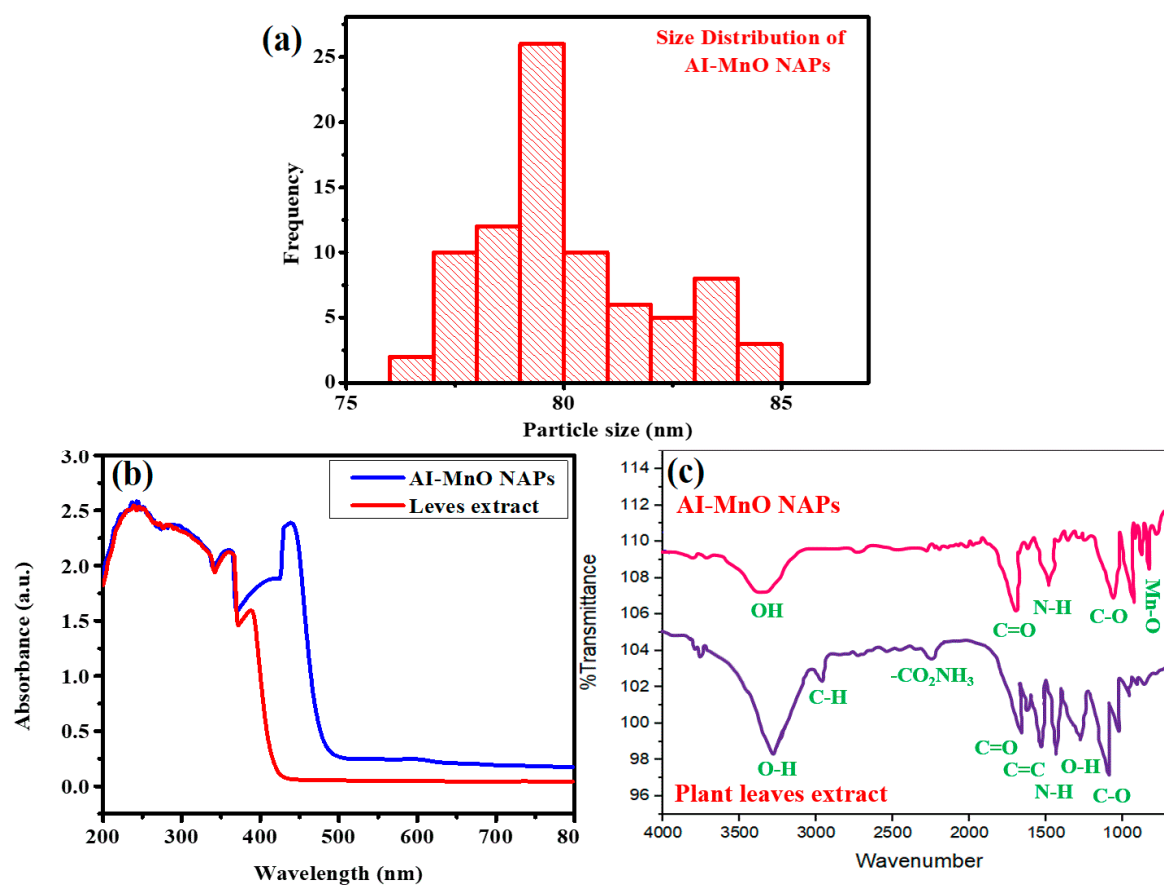 (a)
Size Distribution of
AI-MnO NAPs
25
20
15
10
5
0
Frequency
75
80
85
Particle size (nm)
(b)
AI-MnO NAPs
Leves extract
3.0
2.5
2.0
1.5
1.0
0.5
0.0
Absorbance (a.u.)
200 300 400 500 600 700 80
Wavelength (nm)
(c)
AI-MnO NAPs
114
112
110
108
106
104
102
100
98
96
%Transmittance
OH
C=O
N-H
C-O
Mn-O
C-H
-CO₂NH₃
O-H
C=O
C=C
N-H
O-H
C-O
Plant leaves extract
4000 3500 3000 2500 2000 1500 1000
Wavenumber